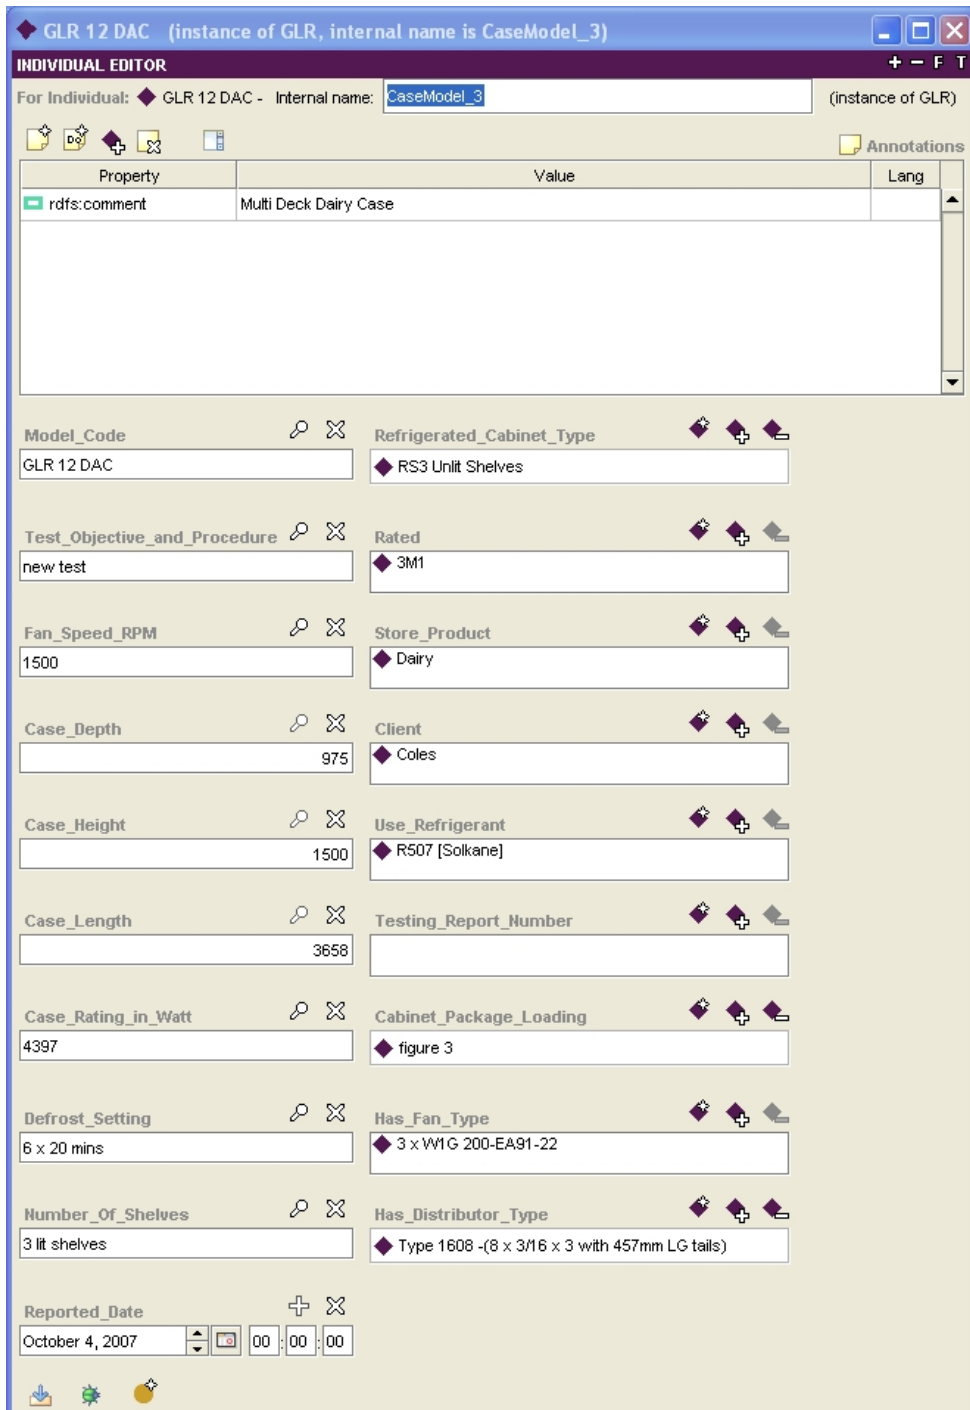 GLR 12 DAC (instance of GLR, internal name is CaseModel_3)
INDIVIDUAL EDITOR + − F T
For Individual: GLR 12 DAC - Internal name: CaseModel_3 (instance of GLR)
Annotations
Property Value Lang
rdfs:comment Multi Deck Dairy Case
Model_Code Refrigerated_Cabinet_Type
GLR 12 DAC RS3 Unlit Shelves
Test_Objective_and_Procedure Rated
new test 3M1
Fan_Speed_RPM Store_Product
1500 Dairy
Case_Depth Client
975 Coles
Case_Height Use_Refrigerant
1500 R507 [Solkane]
Case_Length Testing_Report_Number
3658
Case_Rating_in_Watt Cabinet_Package_Loading
4397 figure 3
Defrost_Setting Has_Fan_Type
6 x 20 mins 3 x W1G 200-EA91-22
Number_Of_Shelves Has_Distributor_Type
3 lit shelves Type 1608 -(8 x 3/16 x 3 with 457mm LG tails)
Reported_Date
October 4, 2007 00 : 00 : 00